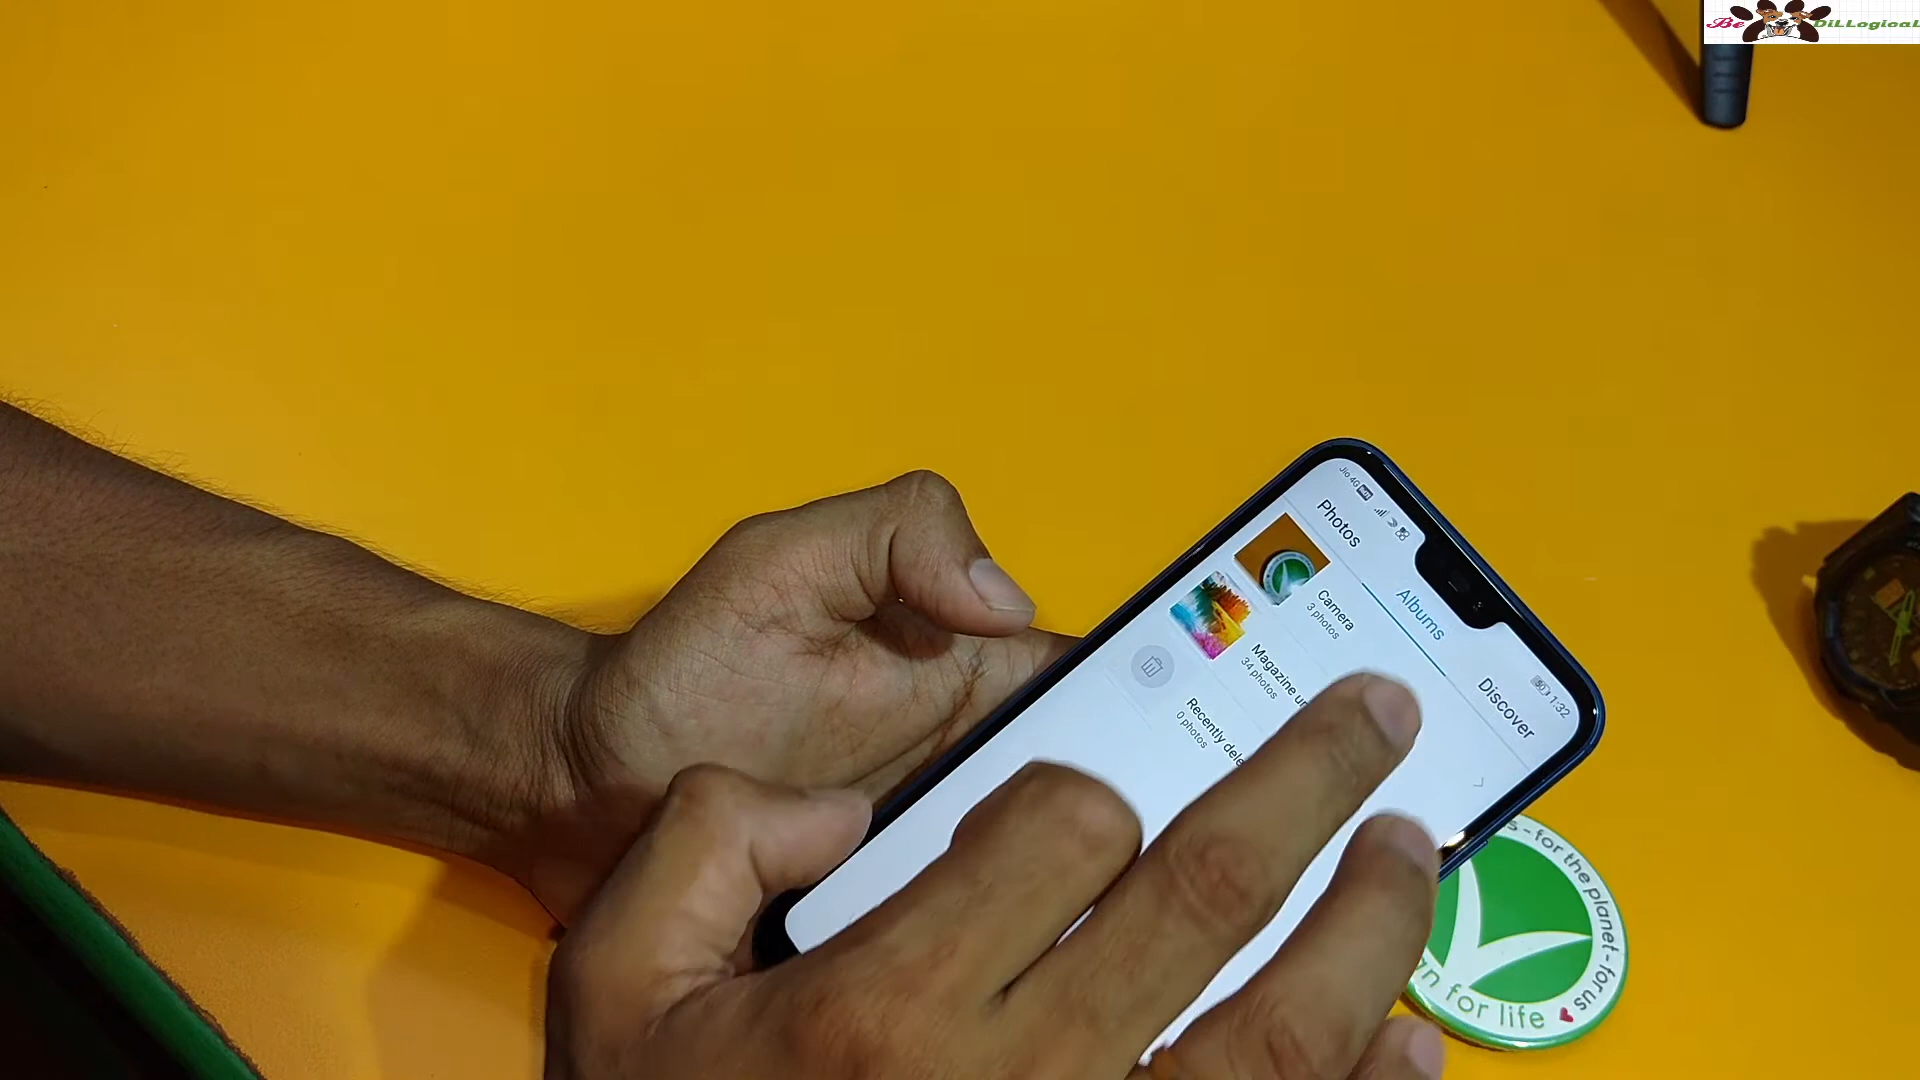 Be DiLLogical
Jio 4G
1:32
Photos
Albums
Discover
Camera
3 photos
Magazine
34 photos
Recently
0 photos
for the planet - for us
for life